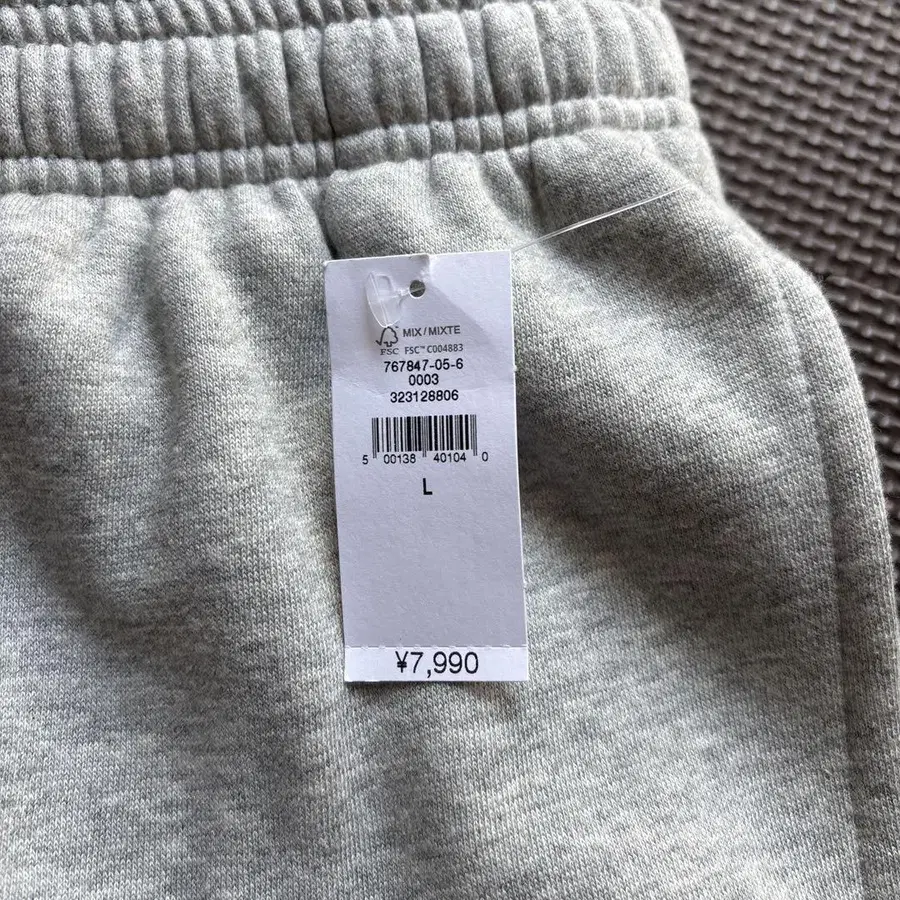 MIX / MIXTE
FSC FSC™ C004883
767847-05-6
0003
323128806
5 00138 40104 0
L
¥7,990